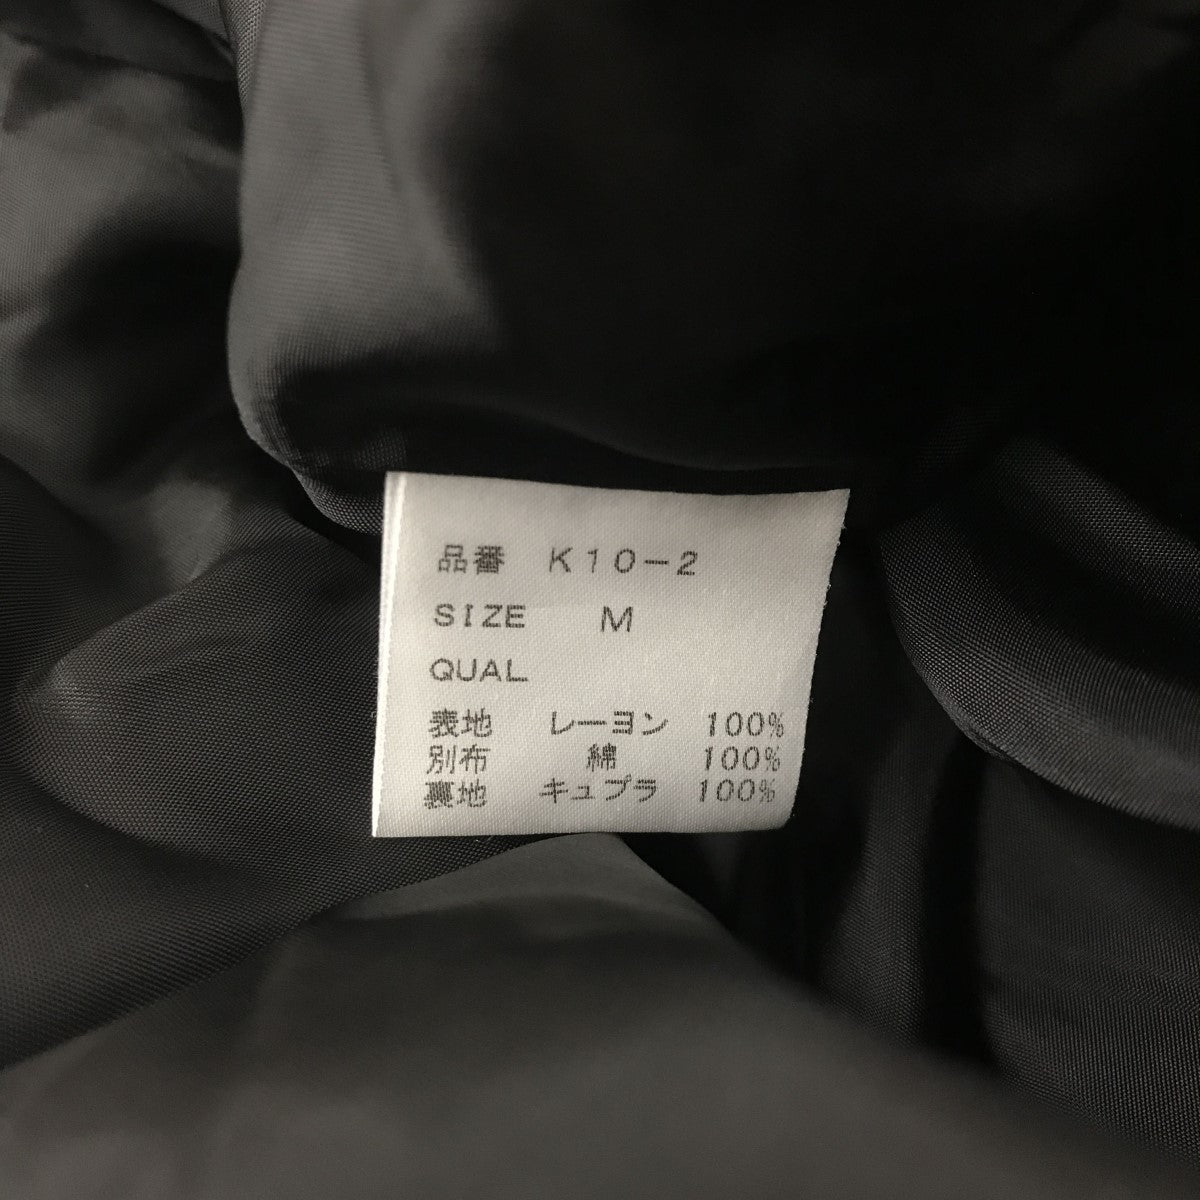 品番 K10-2
SIZE M
QUAL
表地 レーヨン 100%
別布 綿 100%
裏地 キュプラ 100%